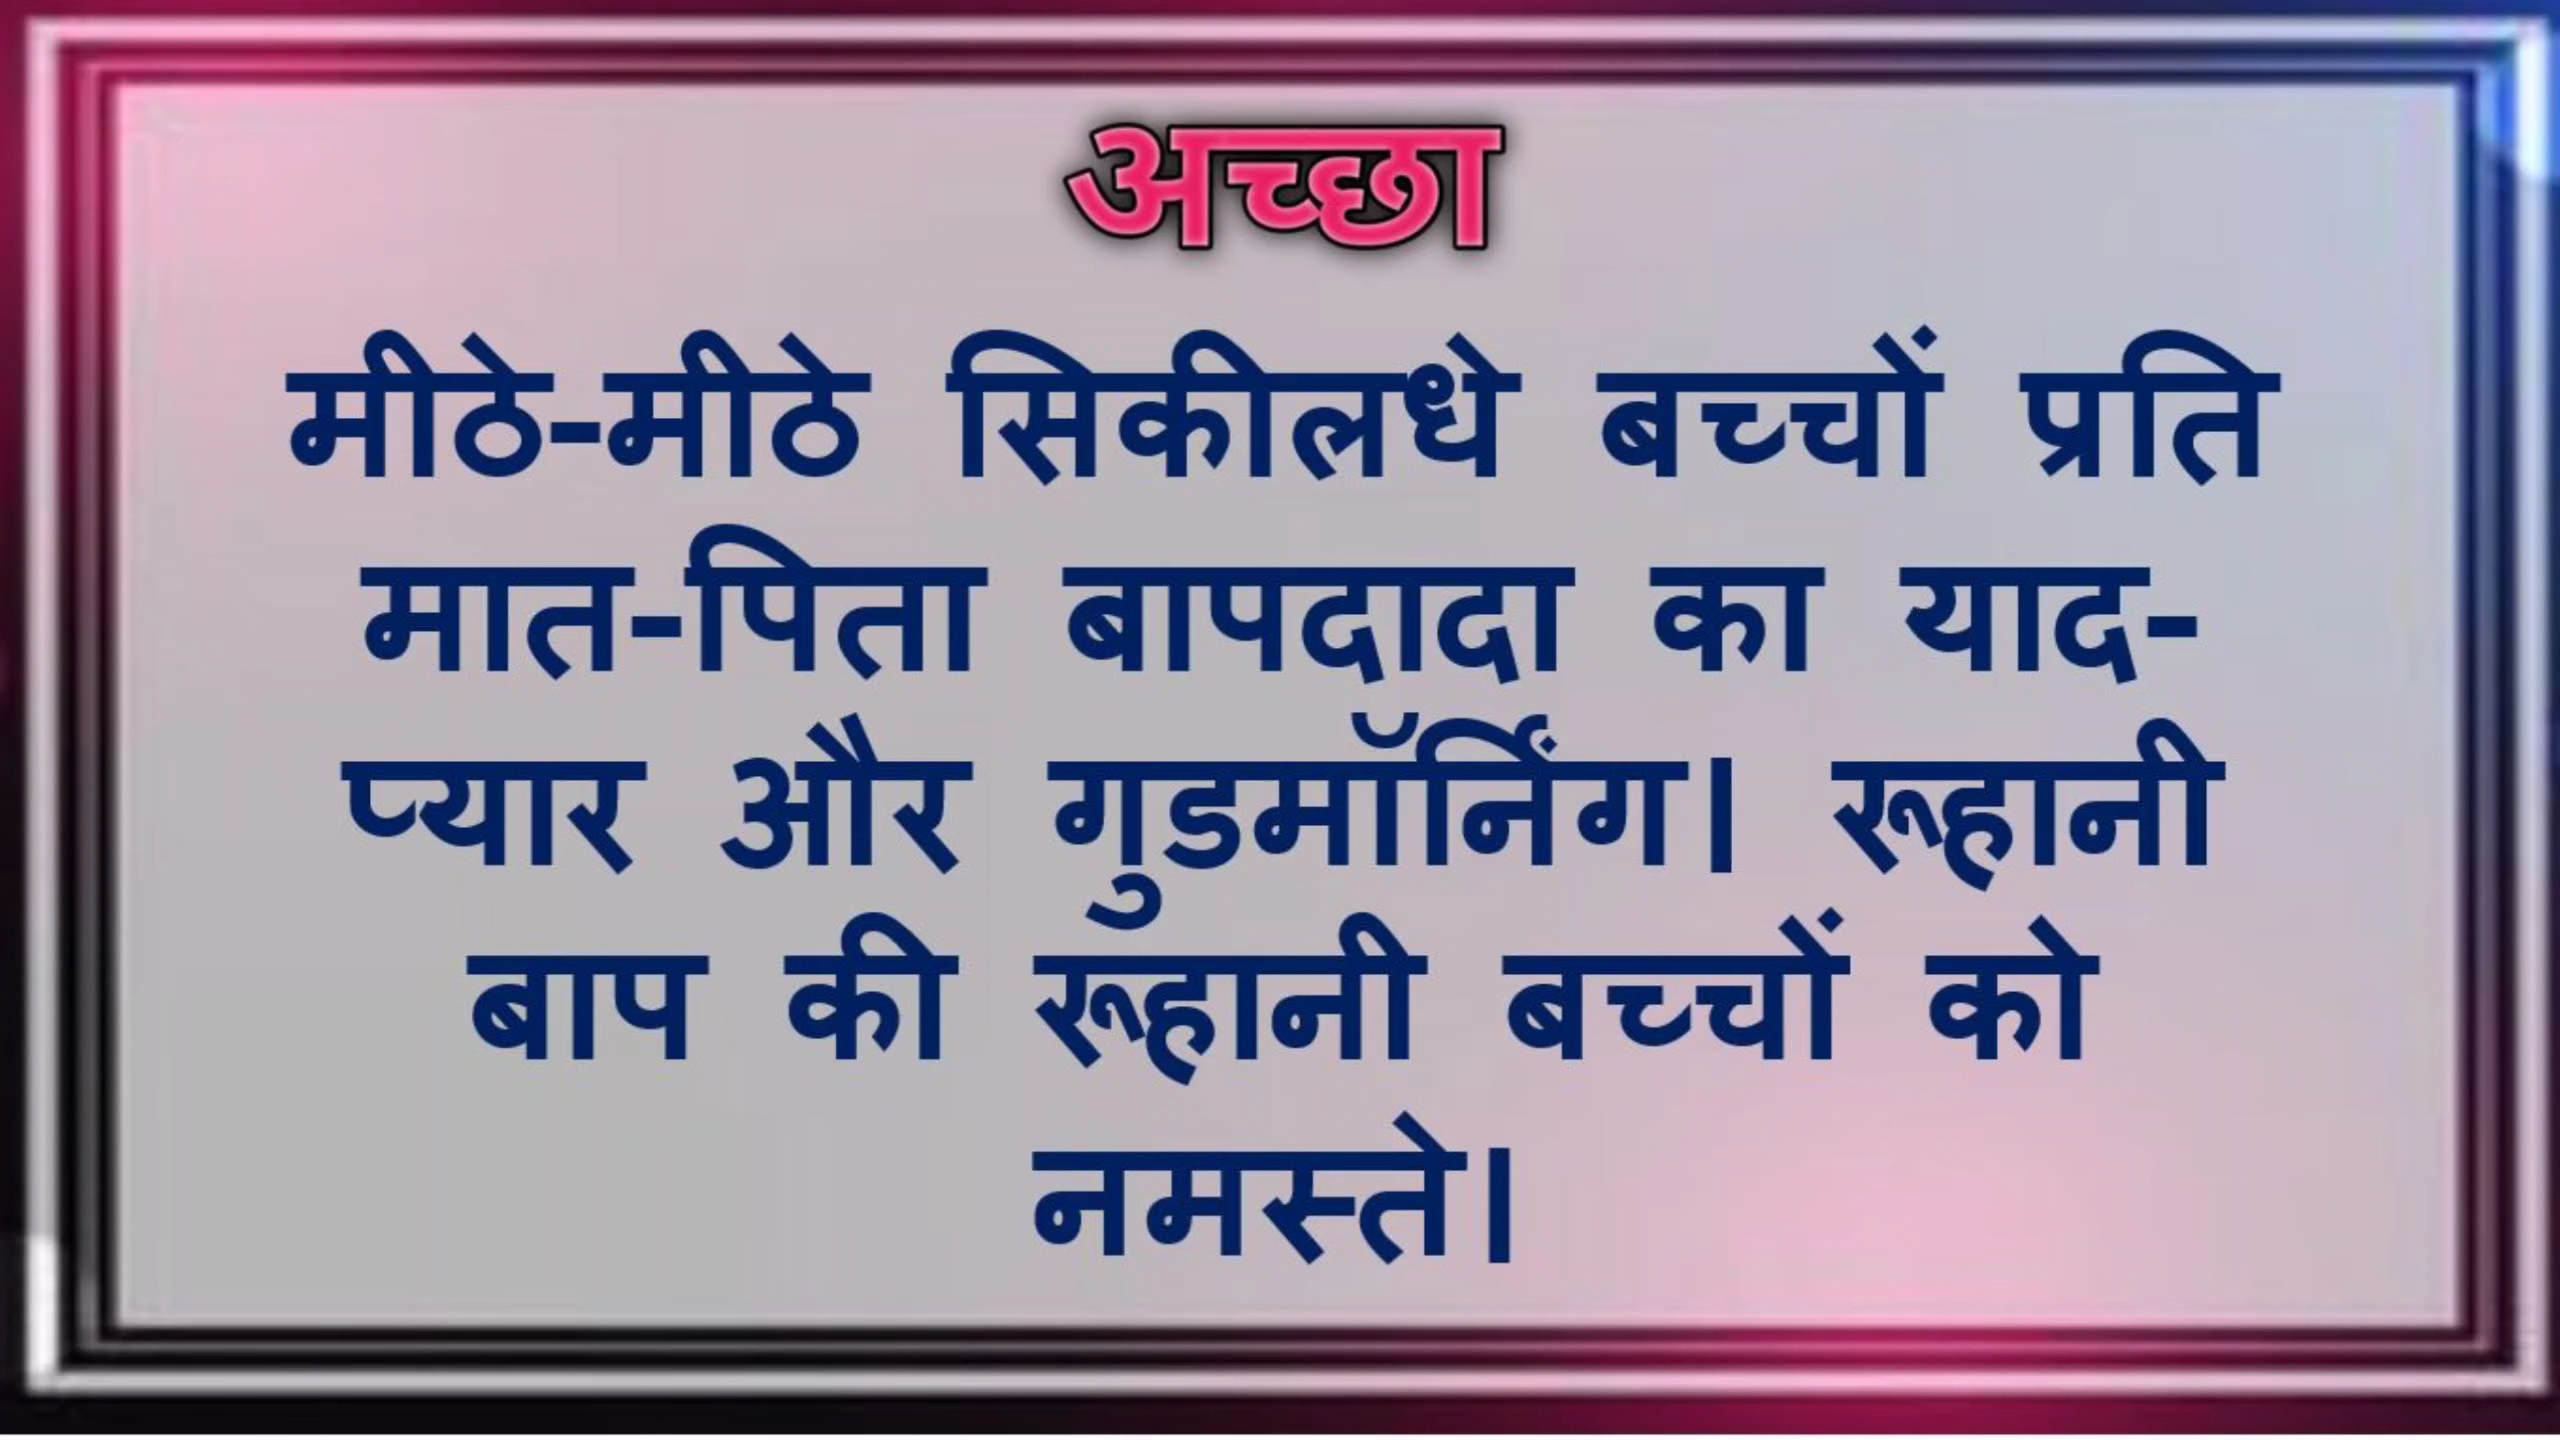 अच्छा
मीठे-मीठे सिकीलधे बच्चों प्रति
मात-पिता बापदादा का याद-
प्यार और गुडमॉर्निंग। रूहानी
बाप की रूहानी बच्चों को
नमस्ते।